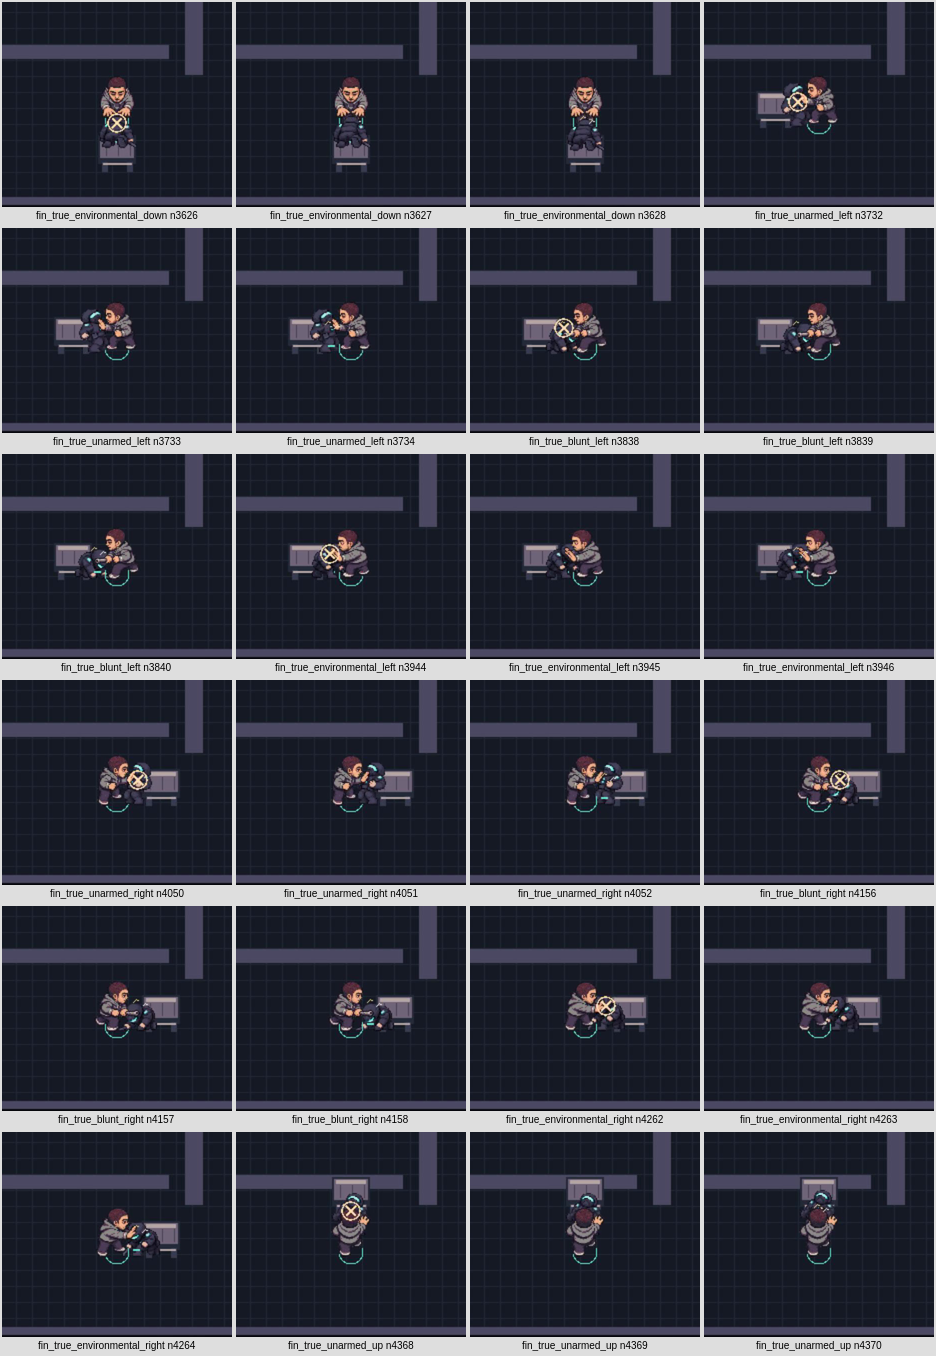 fin_true_environmental_down n3626
fin_true_environmental_down n3627
fin_true_environmental_down n3628
fin_true_unarmed_left n3732
fin_true_unarmed_left n3733
fin_true_unarmed_left n3734
fin_true_blunt_left n3838
fin_true_blunt_left n3839
fin_true_blunt_left n3840
fin_true_environmental_left n3944
fin_true_environmental_left n3945
fin_true_environmental_left n3946
fin_true_unarmed_right n4050
fin_true_unarmed_right n4051
fin_true_unarmed_right n4052
fin_true_blunt_right n4156
fin_true_blunt_right n4157
fin_true_blunt_right n4158
fin_true_environmental_right n4262
fin_true_environmental_right n4263
fin_true_environmental_right n4264
fin_true_unarmed_up n4368
fin_true_unarmed_up n4369
fin_true_unarmed_up n4370